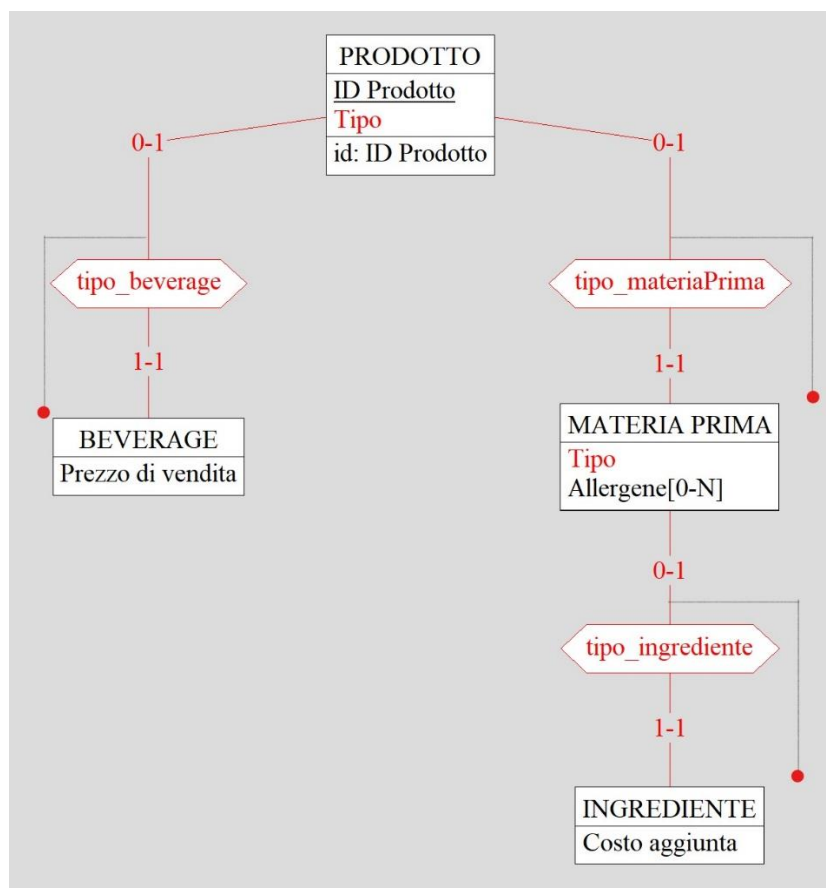 PRODOTTO
ID Prodotto
Tipo
id: ID Prodotto
0-1
0-1
tipo_beverage
tipo_materiaPrima
1-1
1-1
BEVERAGE
Prezzo di vendita
MATERIA PRIMA
Tipo
Allergene[0-N]
0-1
tipo_ingrediente
1-1
INGREDIENTE
Costo aggiunta